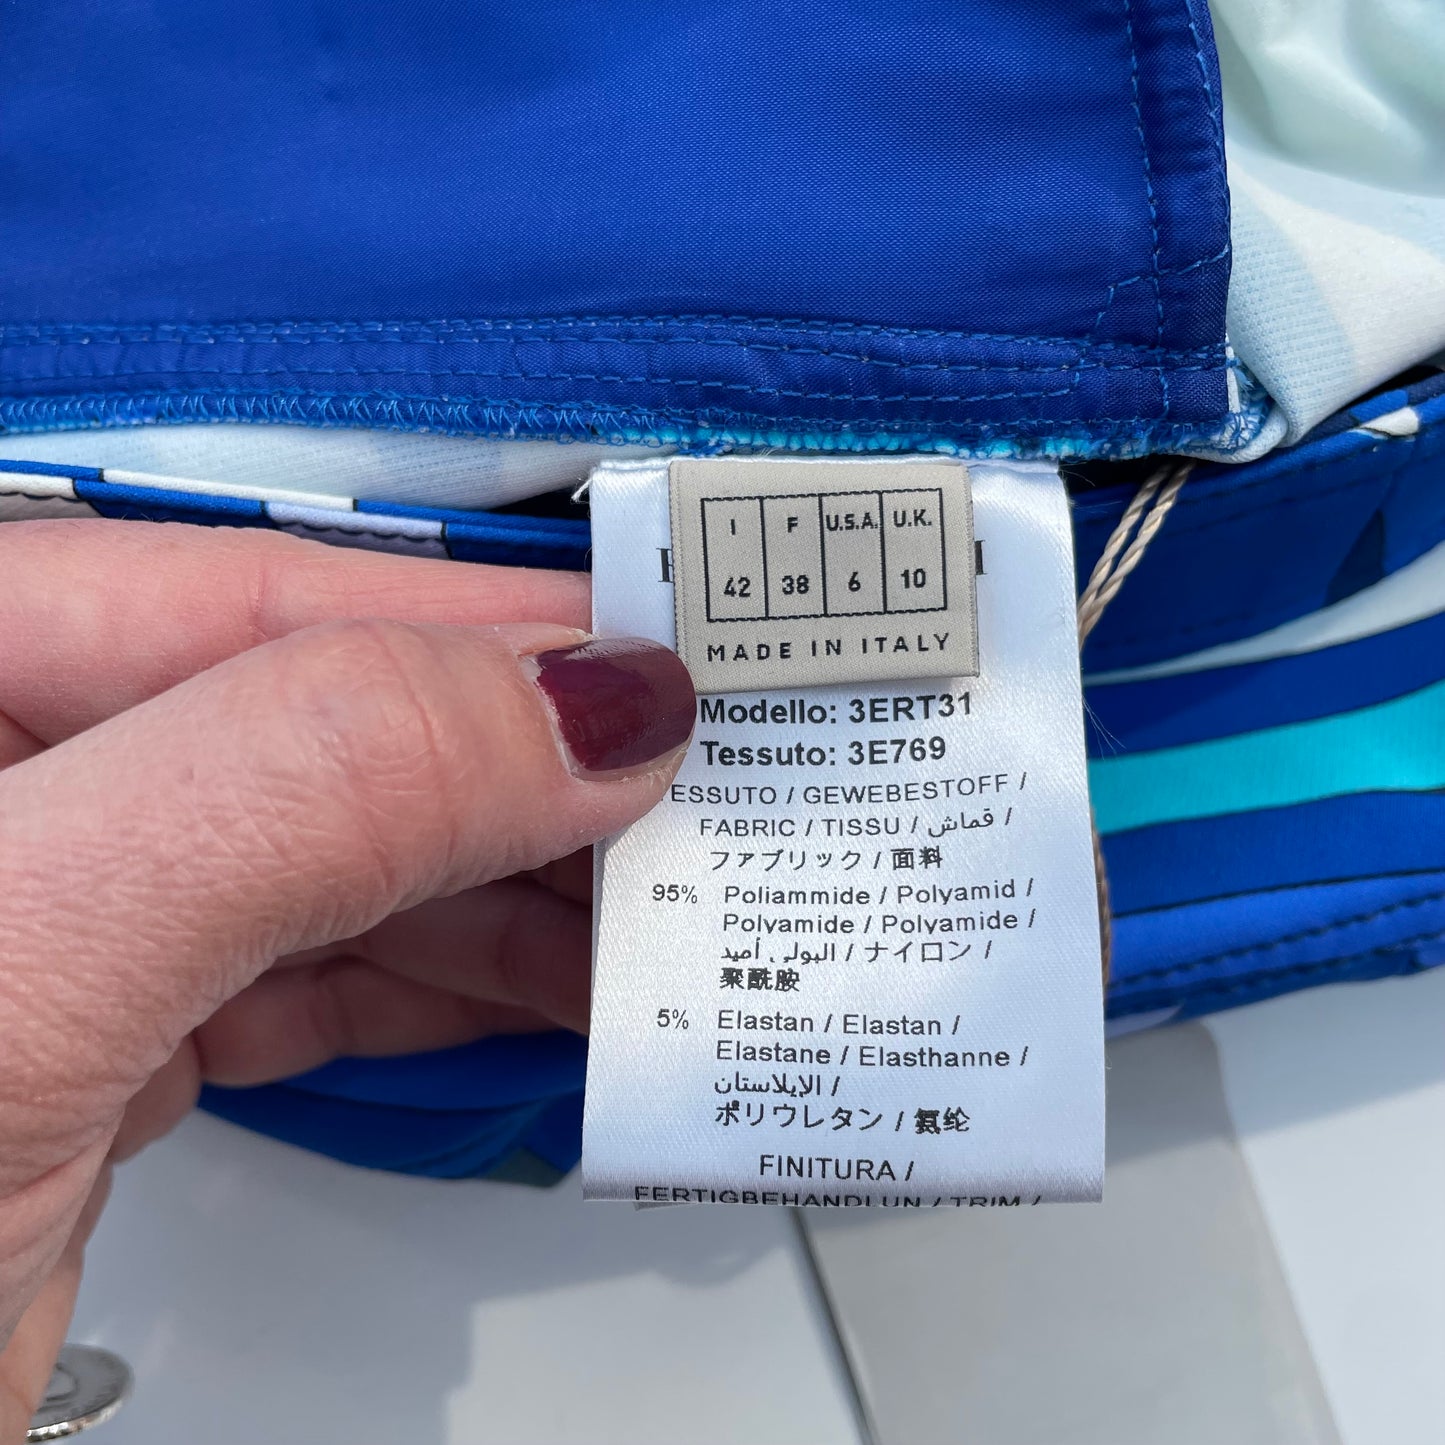 I F U.S.A. U.K.
42 38 6 10
MADE IN ITALY
Modello: 3ERT31
Tessuto: 3E769
ESSUTO / GEWEBESTOFF /
FABRIC / TISSU / قماش /
ファブリック / 面料
95% Poliammide / Polyamid /
Polyamide / Polyamide /
البولي أميد / ナイロン /
聚酰胺
5% Elastan / Elastan /
Elastane / Elasthanne /
الإيلاستان /
ポリウレタン / 氨纶
FINITURA /
FERTIGBEHANDLUN / TRIM /